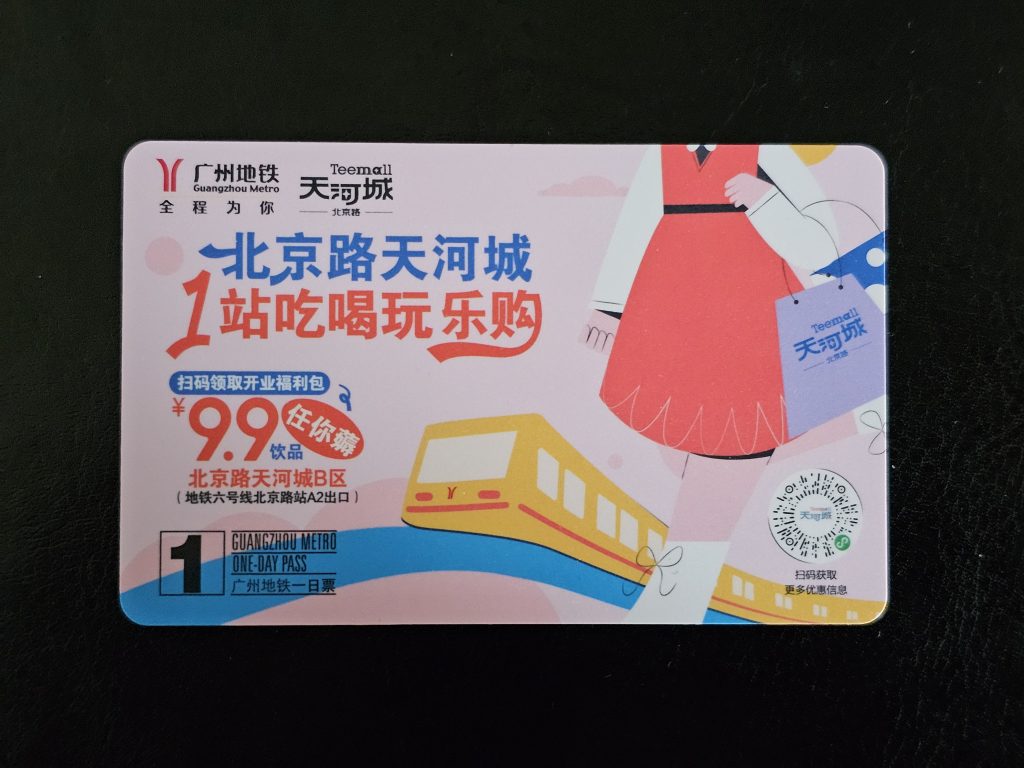 广州地铁
Guangzhou Metro
全程为你
Teemall
天河城
北京路
北京路天河城
1站吃喝玩乐购
扫码领取开业福利包
¥9.9饮品
任你薅
北京路天河城B区
(地铁六号线北京路站A2出口)
1
GUANGZHOU METRO
ONE-DAY PASS
广州地铁一日票
Teemall
天河城
北京路
Teemall
天河城
扫码获取
更多优惠信息